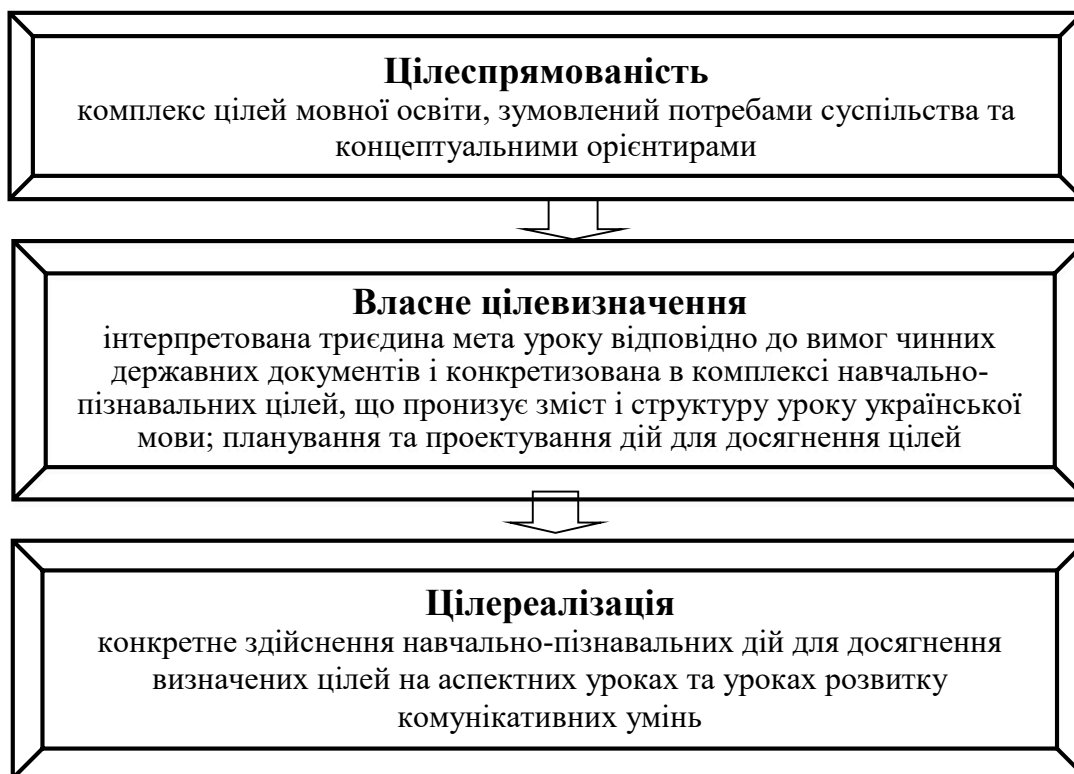 Цілеспрямованість
комплекс цілей мовної освіти, зумовлений потребами суспільства та
концептуальними орієнтирами
Власне цілевизначення
інтерпретована триєдина мета уроку відповідно до вимог чинних
державних документів і конкретизована в комплексі навчально-
пізнавальних цілей, що пронизує зміст і структуру уроку української
мови; планування та проектування дій для досягнення цілей
Цілереалізація
конкретне здійснення навчально-пізнавальних дій для досягнення
визначених цілей на аспектних уроках та уроках розвитку
комунікативних умінь